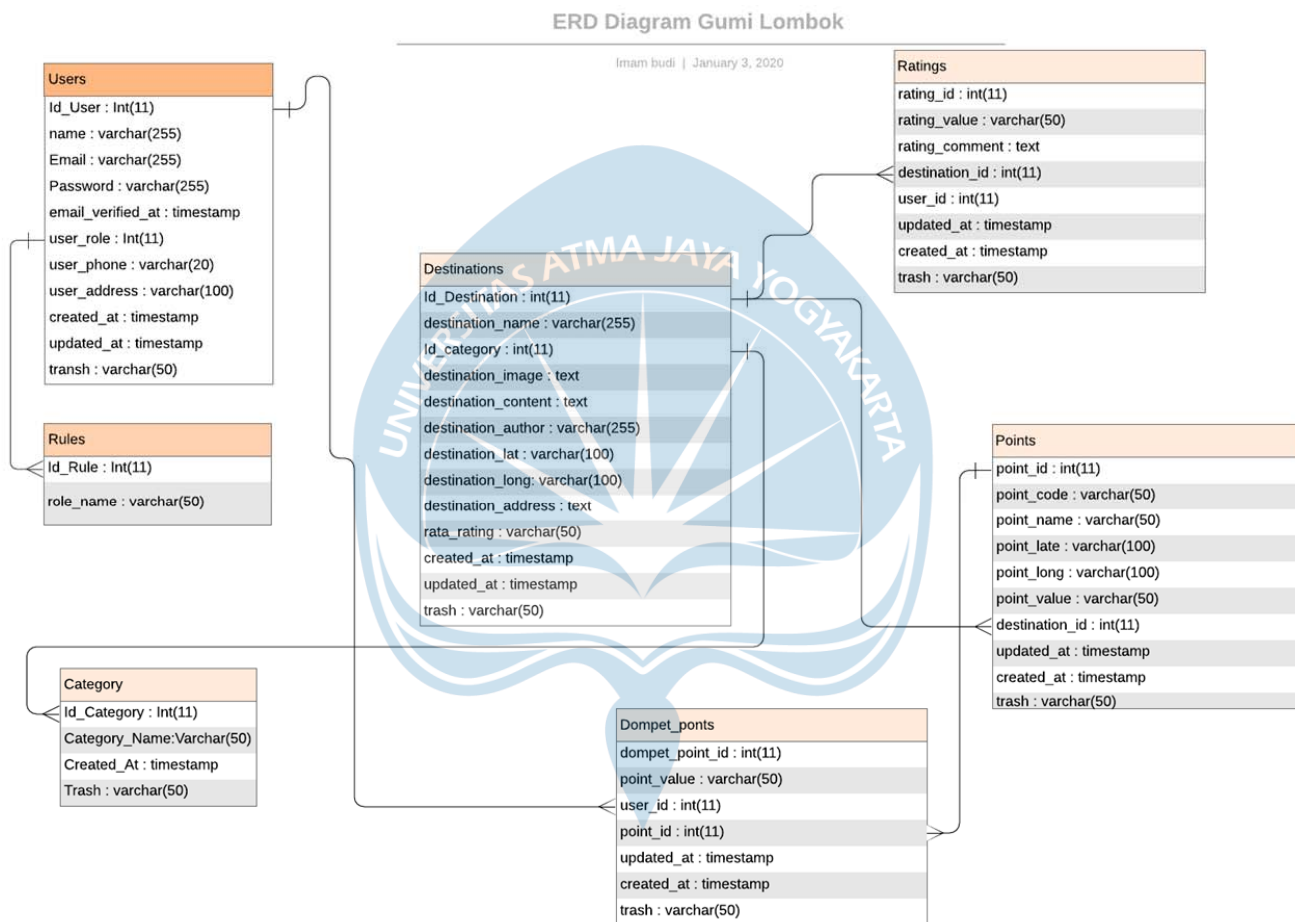 ERD Diagram Gumi Lombok
Imam budi | January 3, 2020
Users
Id_User : Int(11)
name : varchar(255)
Email : varchar(255)
Password : varchar(255)
email_verified_at : timestamp
user_role : Int(11)
user_phone : varchar(20)
user_address : varchar(100)
created_at : timestamp
updated_at : timestamp
transh : varchar(50)
Rules
Id_Rule : Int(11)
role_name : varchar(50)
Category
Id_Category : Int(11)
Category_Name:Varchar(50)
Created_At : timestamp
Trash : varchar(50)
UNIVERSITAS ATMA JAYA YOGYAKARTA
Destinations
Id_Destination : int(11)
destination_name : varchar(255)
Id_category : int(11)
destination_image : text
destination_content : text
destination_author : varchar(255)
destination_lat : varchar(100)
destination_long: varchar(100)
destination_address : text
rata_rating : varchar(50)
created_at : timestamp
updated_at : timestamp
trash : varchar(50)
Dompet_ponts
dompet_point_id : int(11)
point_value : varchar(50)
user_id : int(11)
point_id : int(11)
updated_at : timestamp
created_at : timestamp
trash : varchar(50)
Ratings
rating_id : int(11)
rating_value : varchar(50)
rating_comment : text
destination_id : int(11)
user_id : int(11)
updated_at : timestamp
created_at : timestamp
trash : varchar(50)
Points
point_id : int(11)
point_code : varchar(50)
point_name : varchar(50)
point_late : varchar(100)
point_long : varchar(100)
point_value : varchar(50)
destination_id : int(11)
updated_at : timestamp
created_at : timestamp
trash : varchar(50)